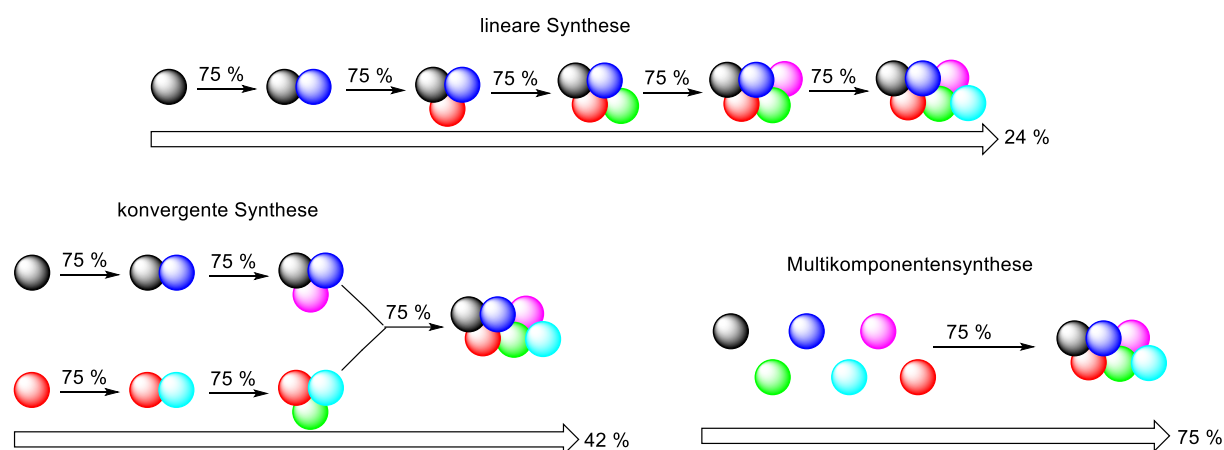 lineare Synthese
75 % 75 % 75 % 75 % 75 %
24 %
konvergente Synthese
75 % 75 %
75 %
75 % 75 %
42 %
Multikomponentensynthese
75 %
75 %